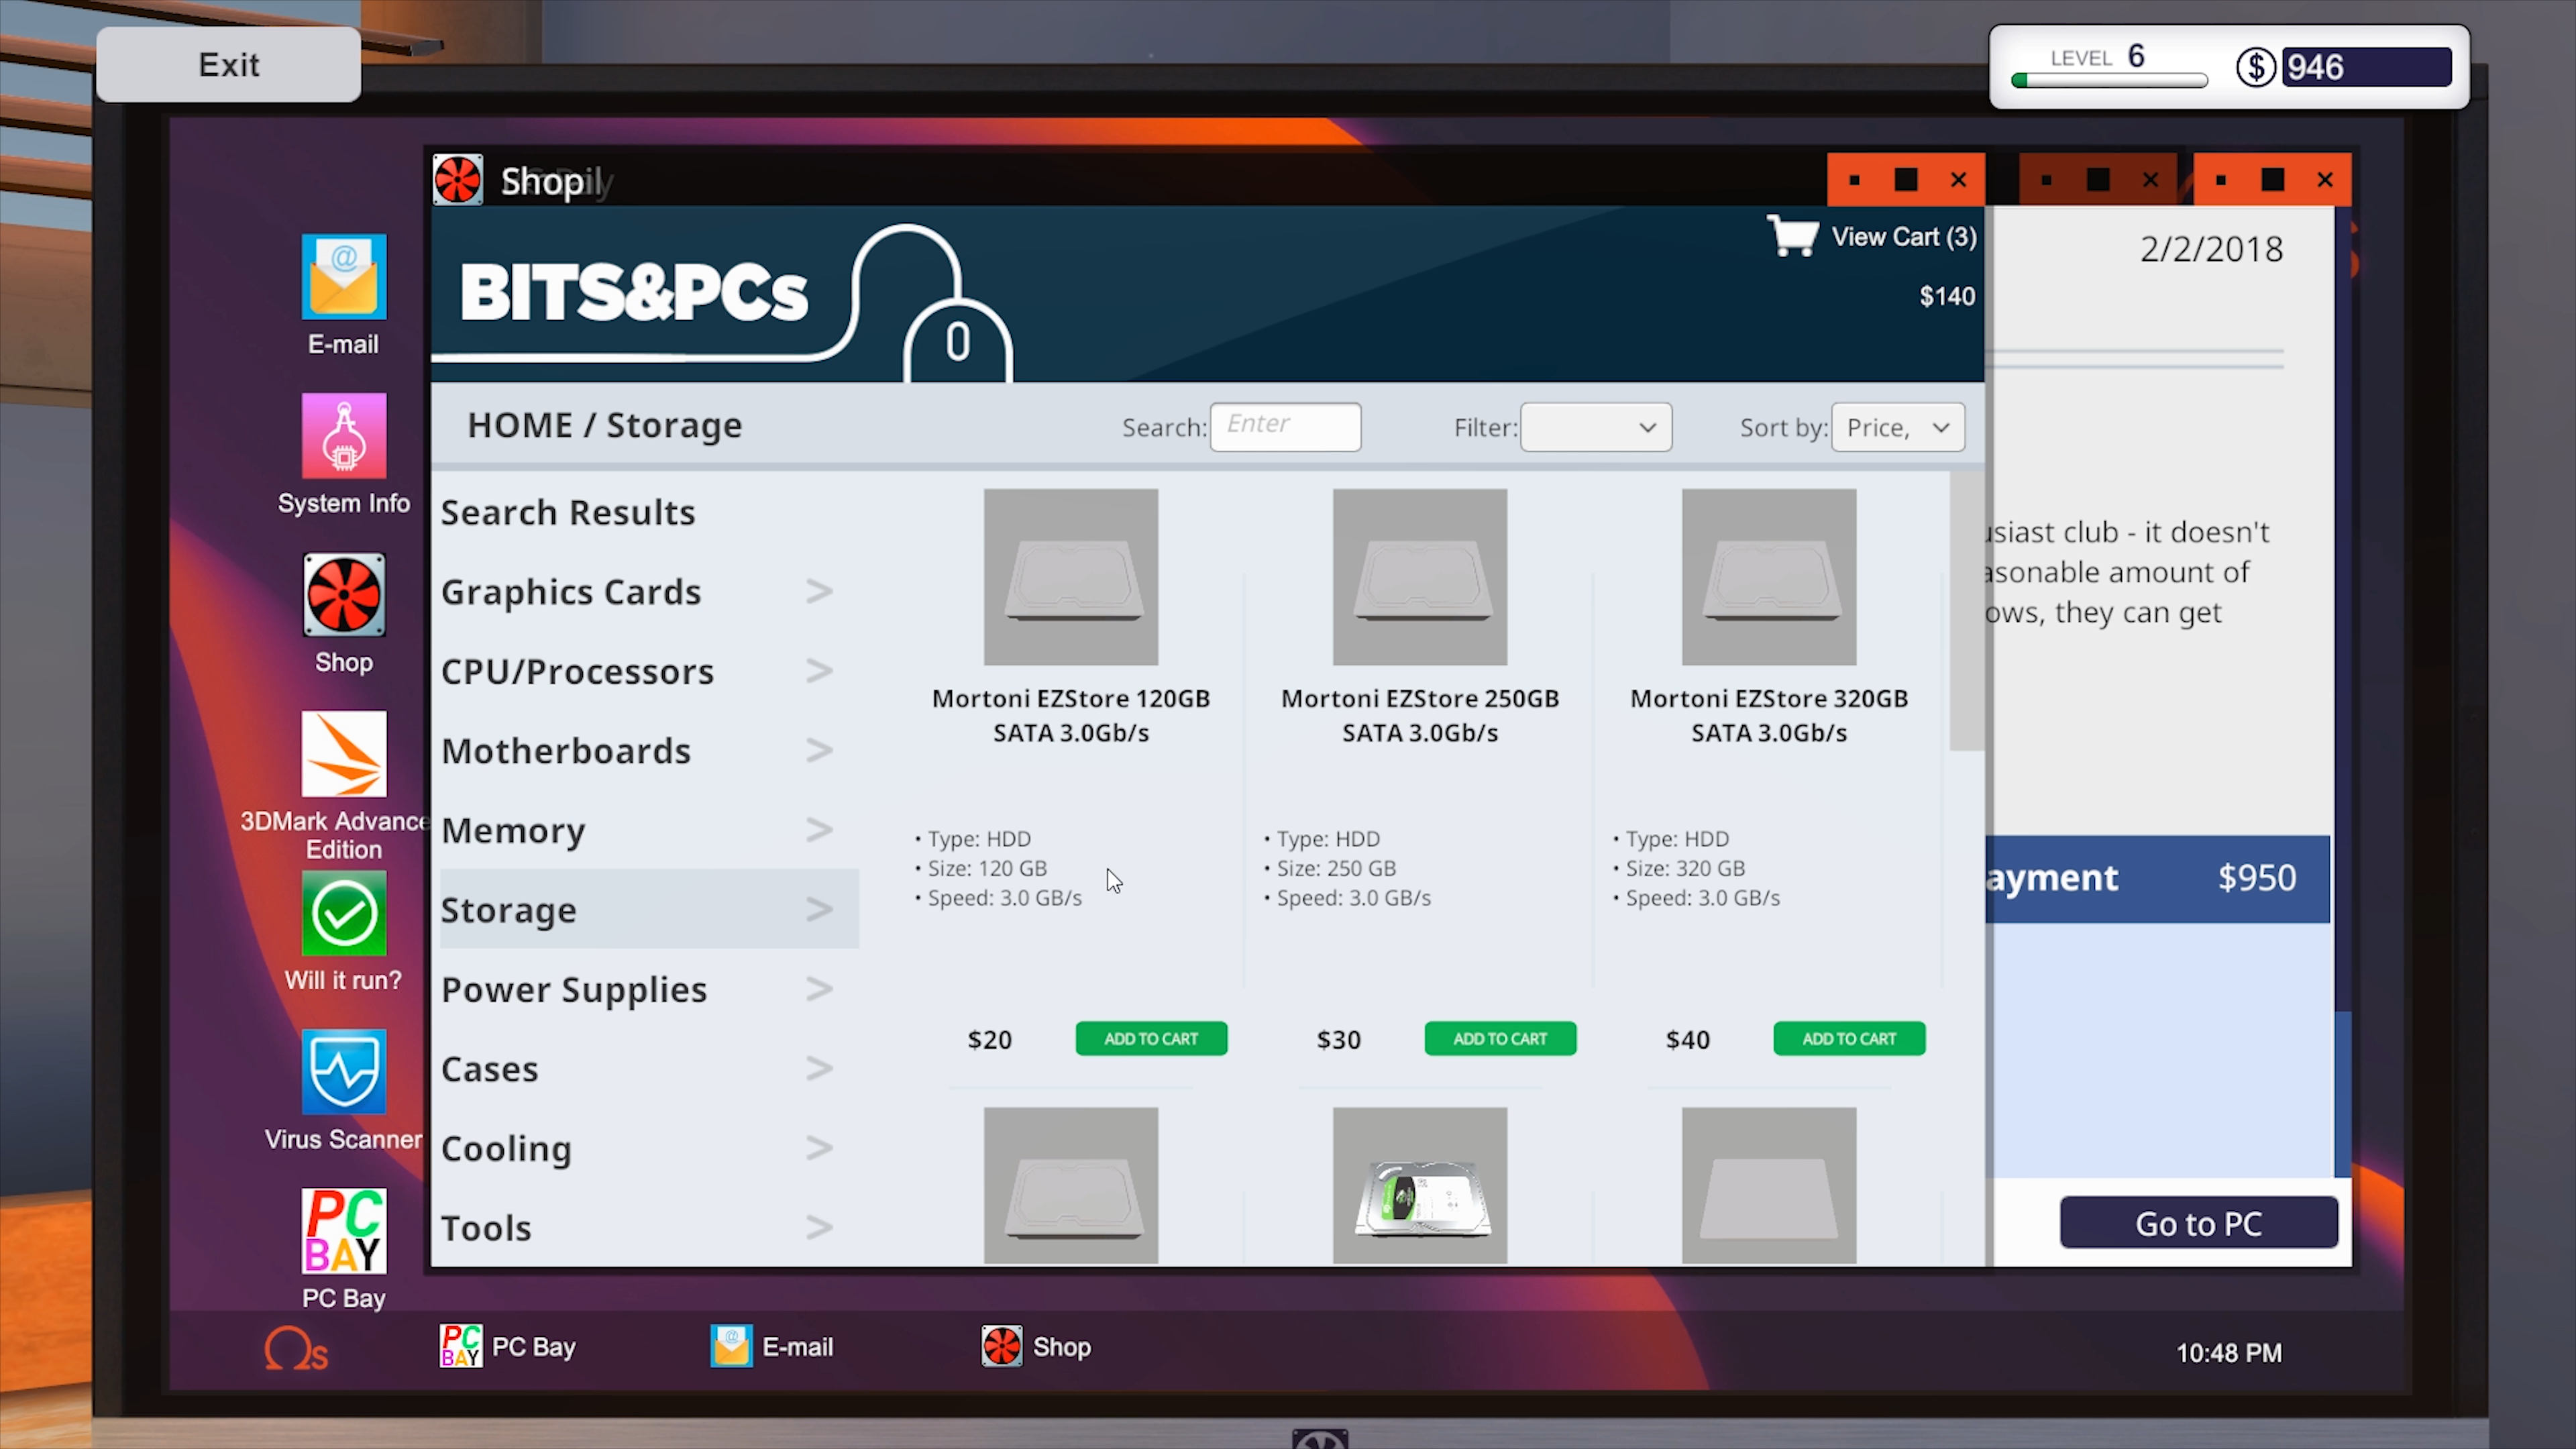 Exit
LEVEL 6
$ 946
Shop
BITS&PCs
View Cart (3)
$140
2/2/2018
HOME / Storage
Search: Enter
Filter:
Sort by: Price,
Search Results
Graphics Cards >
CPU/Processors >
Motherboards >
Memory >
Storage >
Power Supplies >
Cases >
Cooling >
Tools >
Mortoni EZStore 120GB
SATA 3.0Gb/s
• Type: HDD
• Size: 120 GB
• Speed: 3.0 GB/s
$20 ADD TO CART
Mortoni EZStore 250GB
SATA 3.0Gb/s
• Type: HDD
• Size: 250 GB
• Speed: 3.0 GB/s
$30 ADD TO CART
Mortoni EZStore 320GB
SATA 3.0Gb/s
• Type: HDD
• Size: 320 GB
• Speed: 3.0 GB/s
$40 ADD TO CART
usiast club - it doesn't
asonable amount of
ows, they can get
ayment $950
Go to PC
E-mail
System Info
Shop
3DMark Advance
Edition
Will it run?
Virus Scanner
PC
BAY
PC Bay
Ωs
PC
BAY
PC Bay
E-mail
Shop
10:48 PM